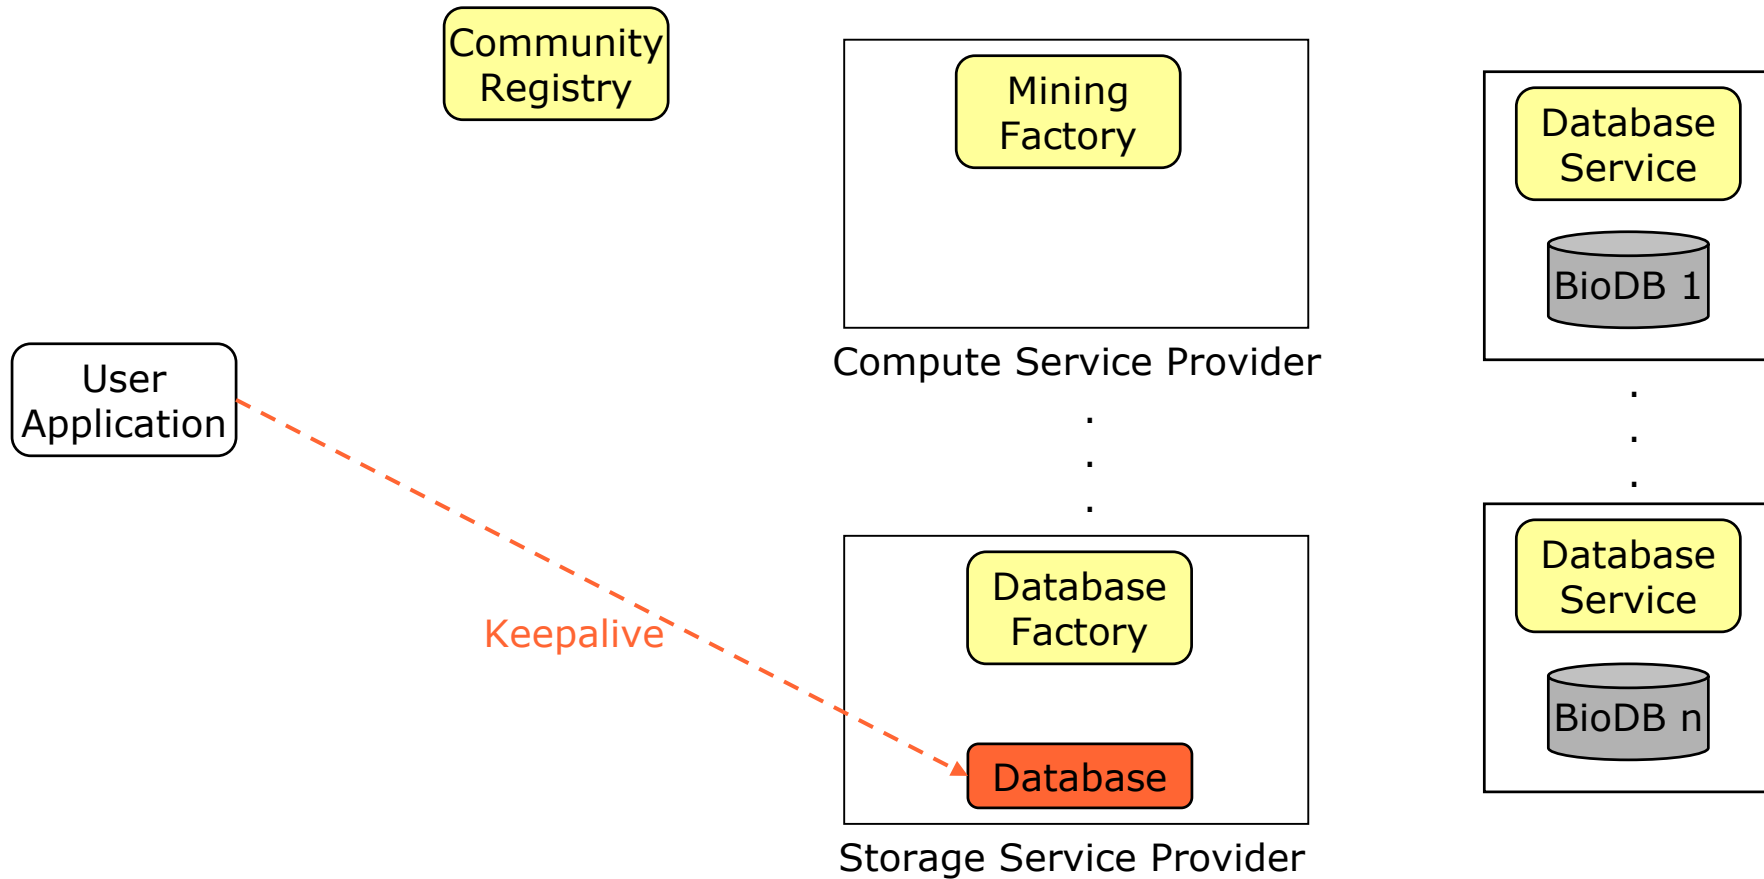 Community
Registry
Mining
Factory
Database
Service
BioDB 1
Compute Service Provider
User
Application
.
.
.
.
.
.
Database
Factory
Keepalive
Database
Storage Service Provider
Database
Service
BioDB n